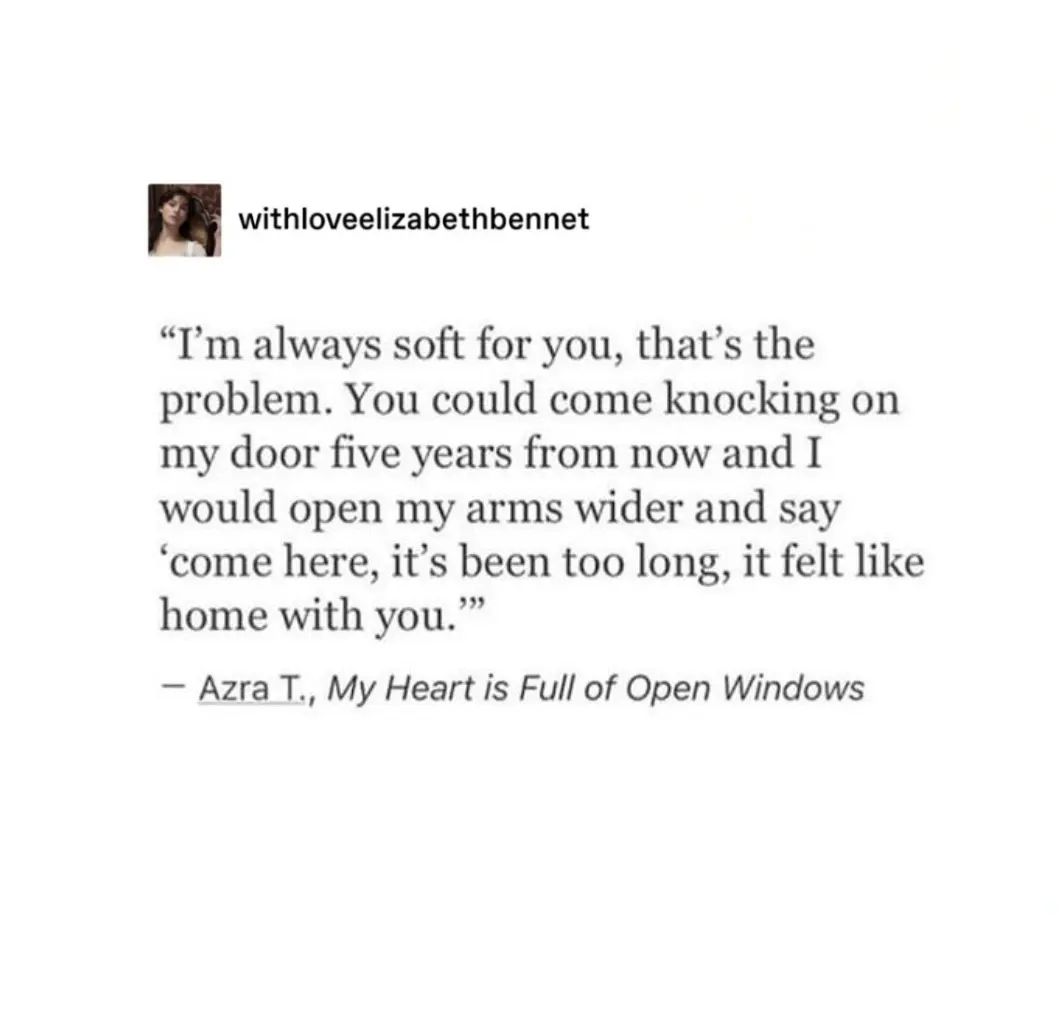 withloveelizabethbennet
“I’m always soft for you, that’s the
problem. You could come knocking on
my door five years from now and I
would open my arms wider and say
‘come here, it’s been too long, it felt like
home with you.’”
— Azra T., My Heart is Full of Open Windows